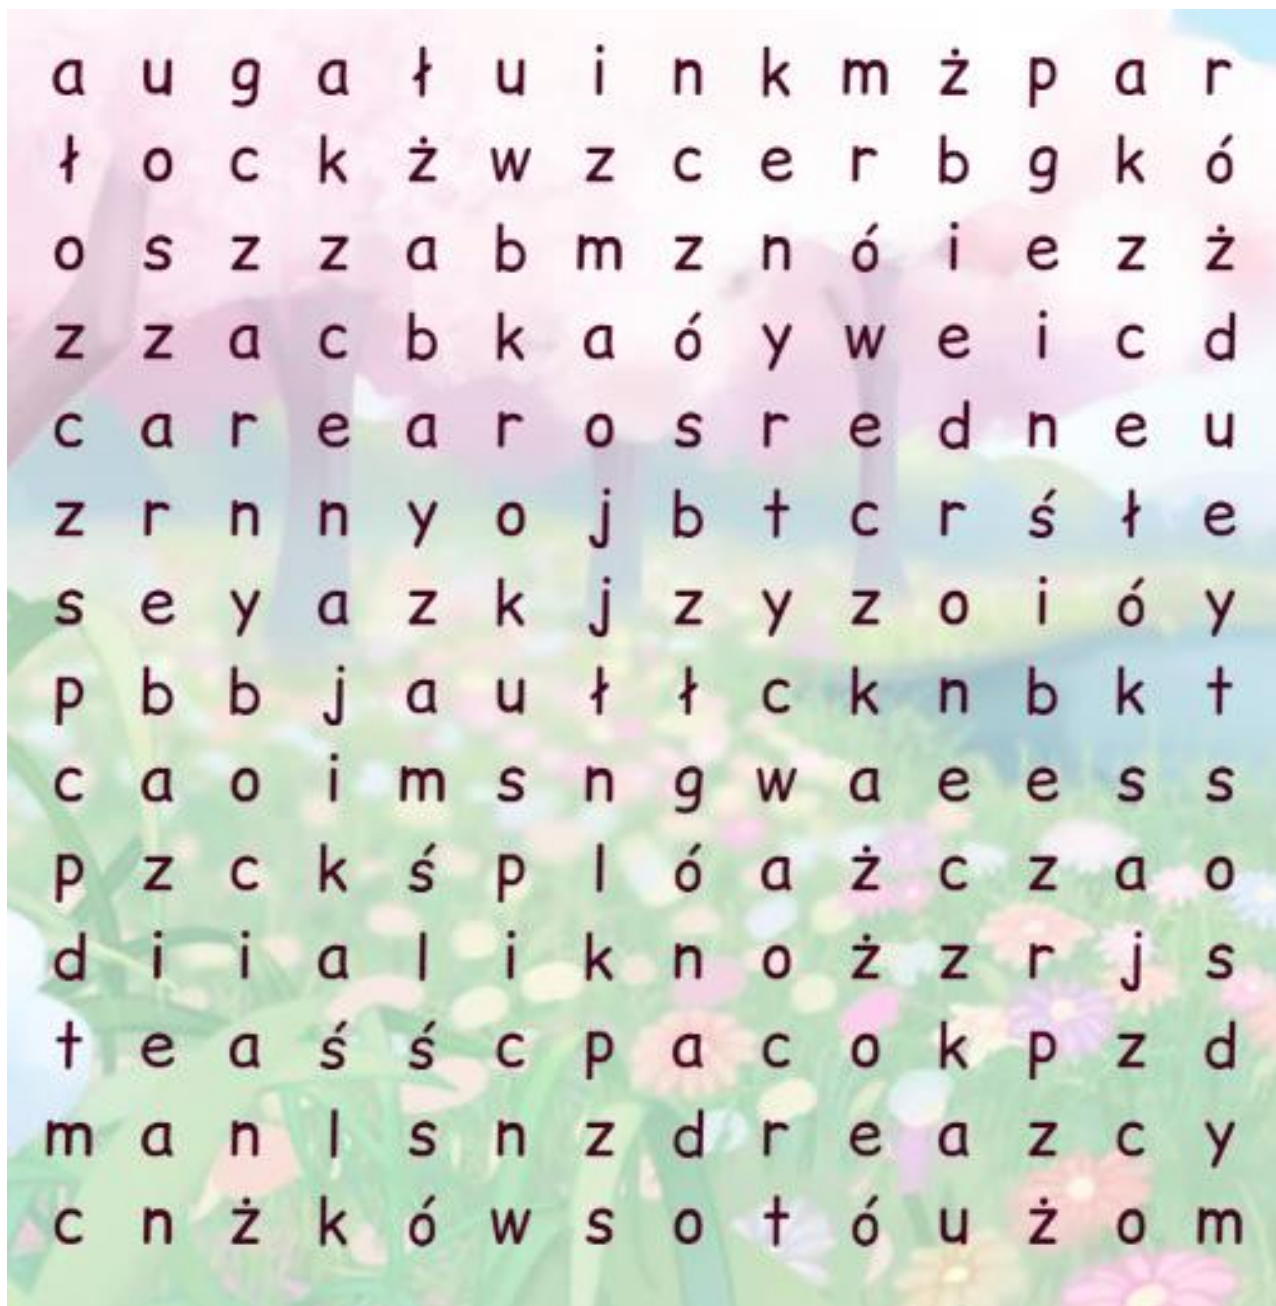 a u g a ł u i n k m ż p a r
ł o c k ż w z c e r b g k ó
o s z z a b m z n ó i e z ż
z z a c b k a ó y w e i c d
c a r e a r o s r e d n e u
z r n n y o j b t c r ś ł e
s e y a z k j z y z o i ó y
p b b j a u ł ł c k n b k t
c a o i m s n g w a e e s s
p z c k ś p l ó a ż c z a o
d i i a l i k n o ż z r j s
t e a ś ś c p a c o k p z d
m a n l s n z d r e a z c y
c n ż k ó w s o t ó u ż o m